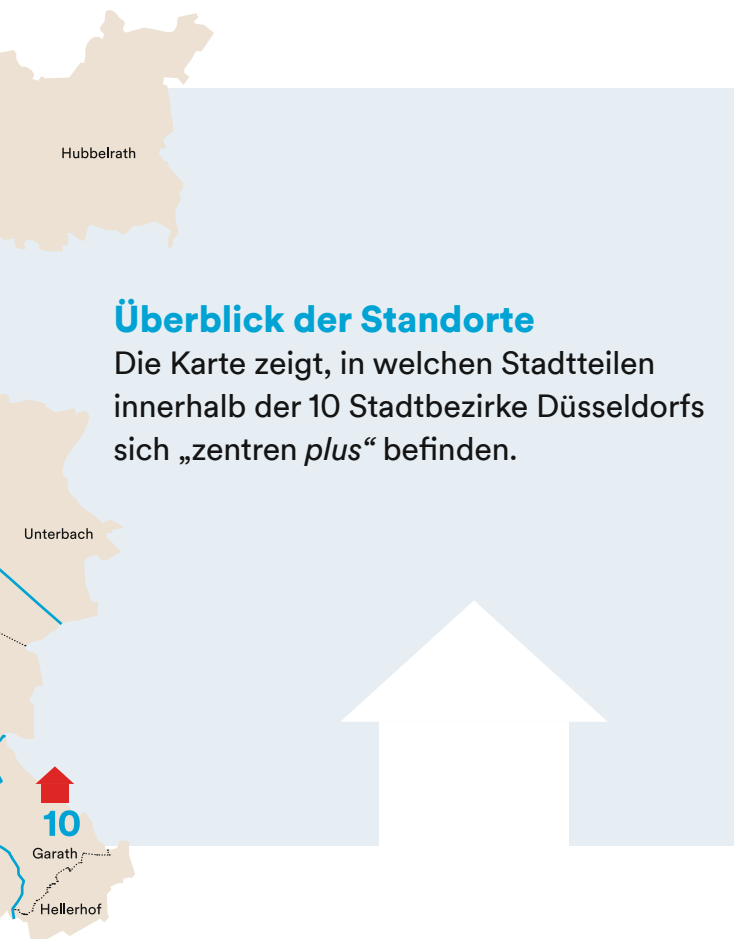 Hubbelrath
Überblick der Standorte
Die Karte zeigt, in welchen Stadtteilen
innerhalb der 10 Stadtbezirke Düsseldorfs
sich „zentren plus“ befinden.
Unterbach
10
Garath
Hellerhof